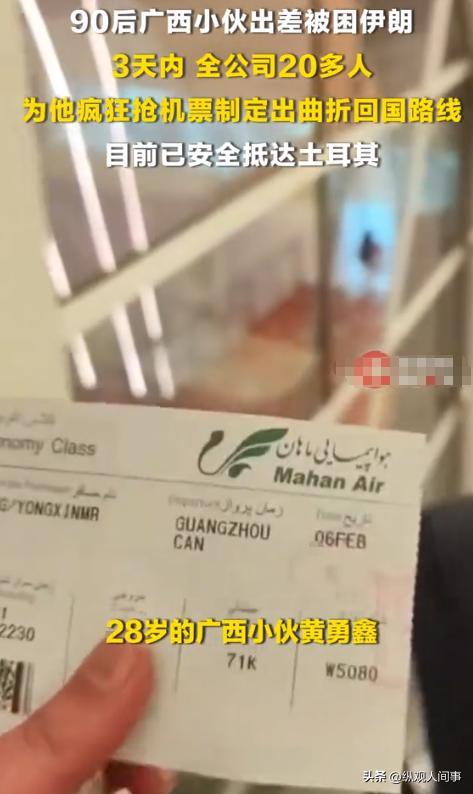 90后广西小伙出差被困伊朗
3天内 全公司20多人
为他疯狂抢机票制定出曲折回国路线
目前已安全抵达土耳其
onomy Class
هواپیمایی ماهان
Mahan Air
G/YONGXINMR
GUANGZHOU
CAN
06FEB
28岁的广西小伙黄勇鑫
2230
71K
W5080
头条 @纵观人间事